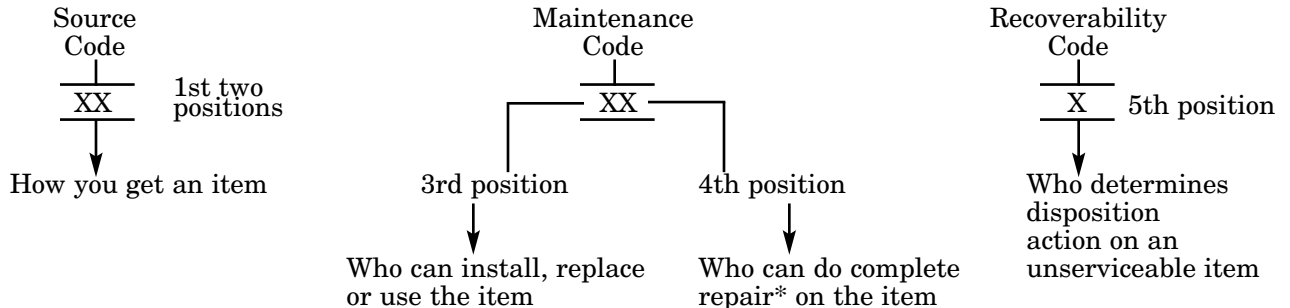 Source
Code
XX
1st two
positions
How you get an item
Maintenance
Code
XX
3rd position
4th position
Who can install, replace
or use the item
Who can do complete
repair* on the item
Recoverability
Code
X
5th position
Who determines
disposition
action on an
unserviceable item